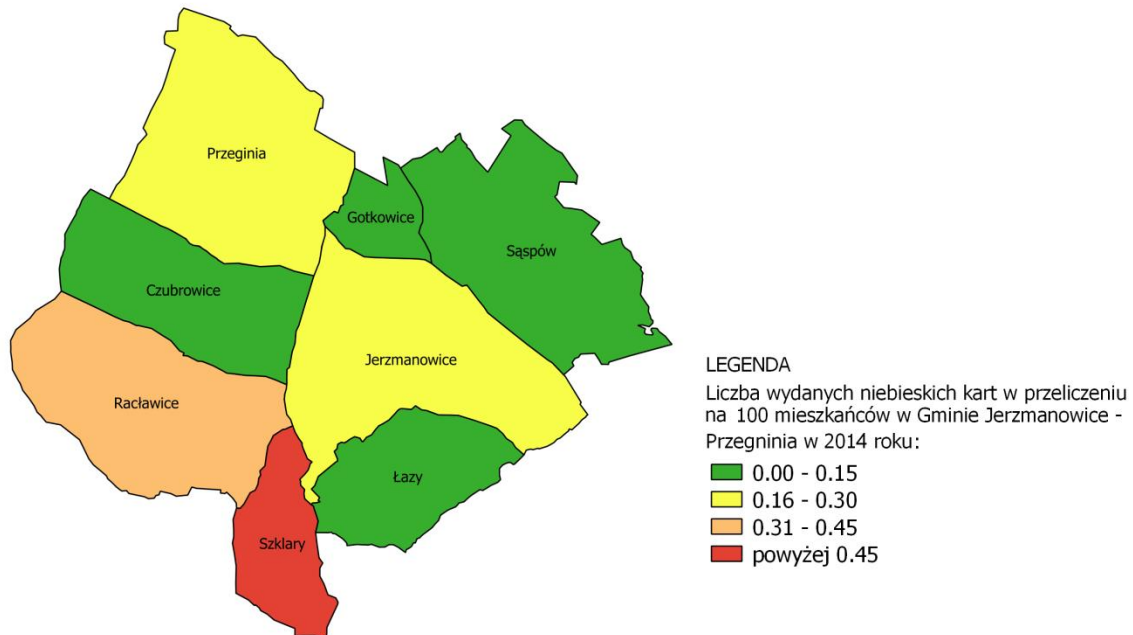 Przeginia
Gotkowice
Sąspów
Czubrowice
Jerzmanowice
Racławice
Łazy
Szklary
LEGENDA
Liczba wydanych niebieskich kart w przeliczeniu
na 100 mieszkańców w Gminie Jerzmanowice -
Przegninia w 2014 roku:
0.00 - 0.15
0.16 - 0.30
0.31 - 0.45
powyżej 0.45